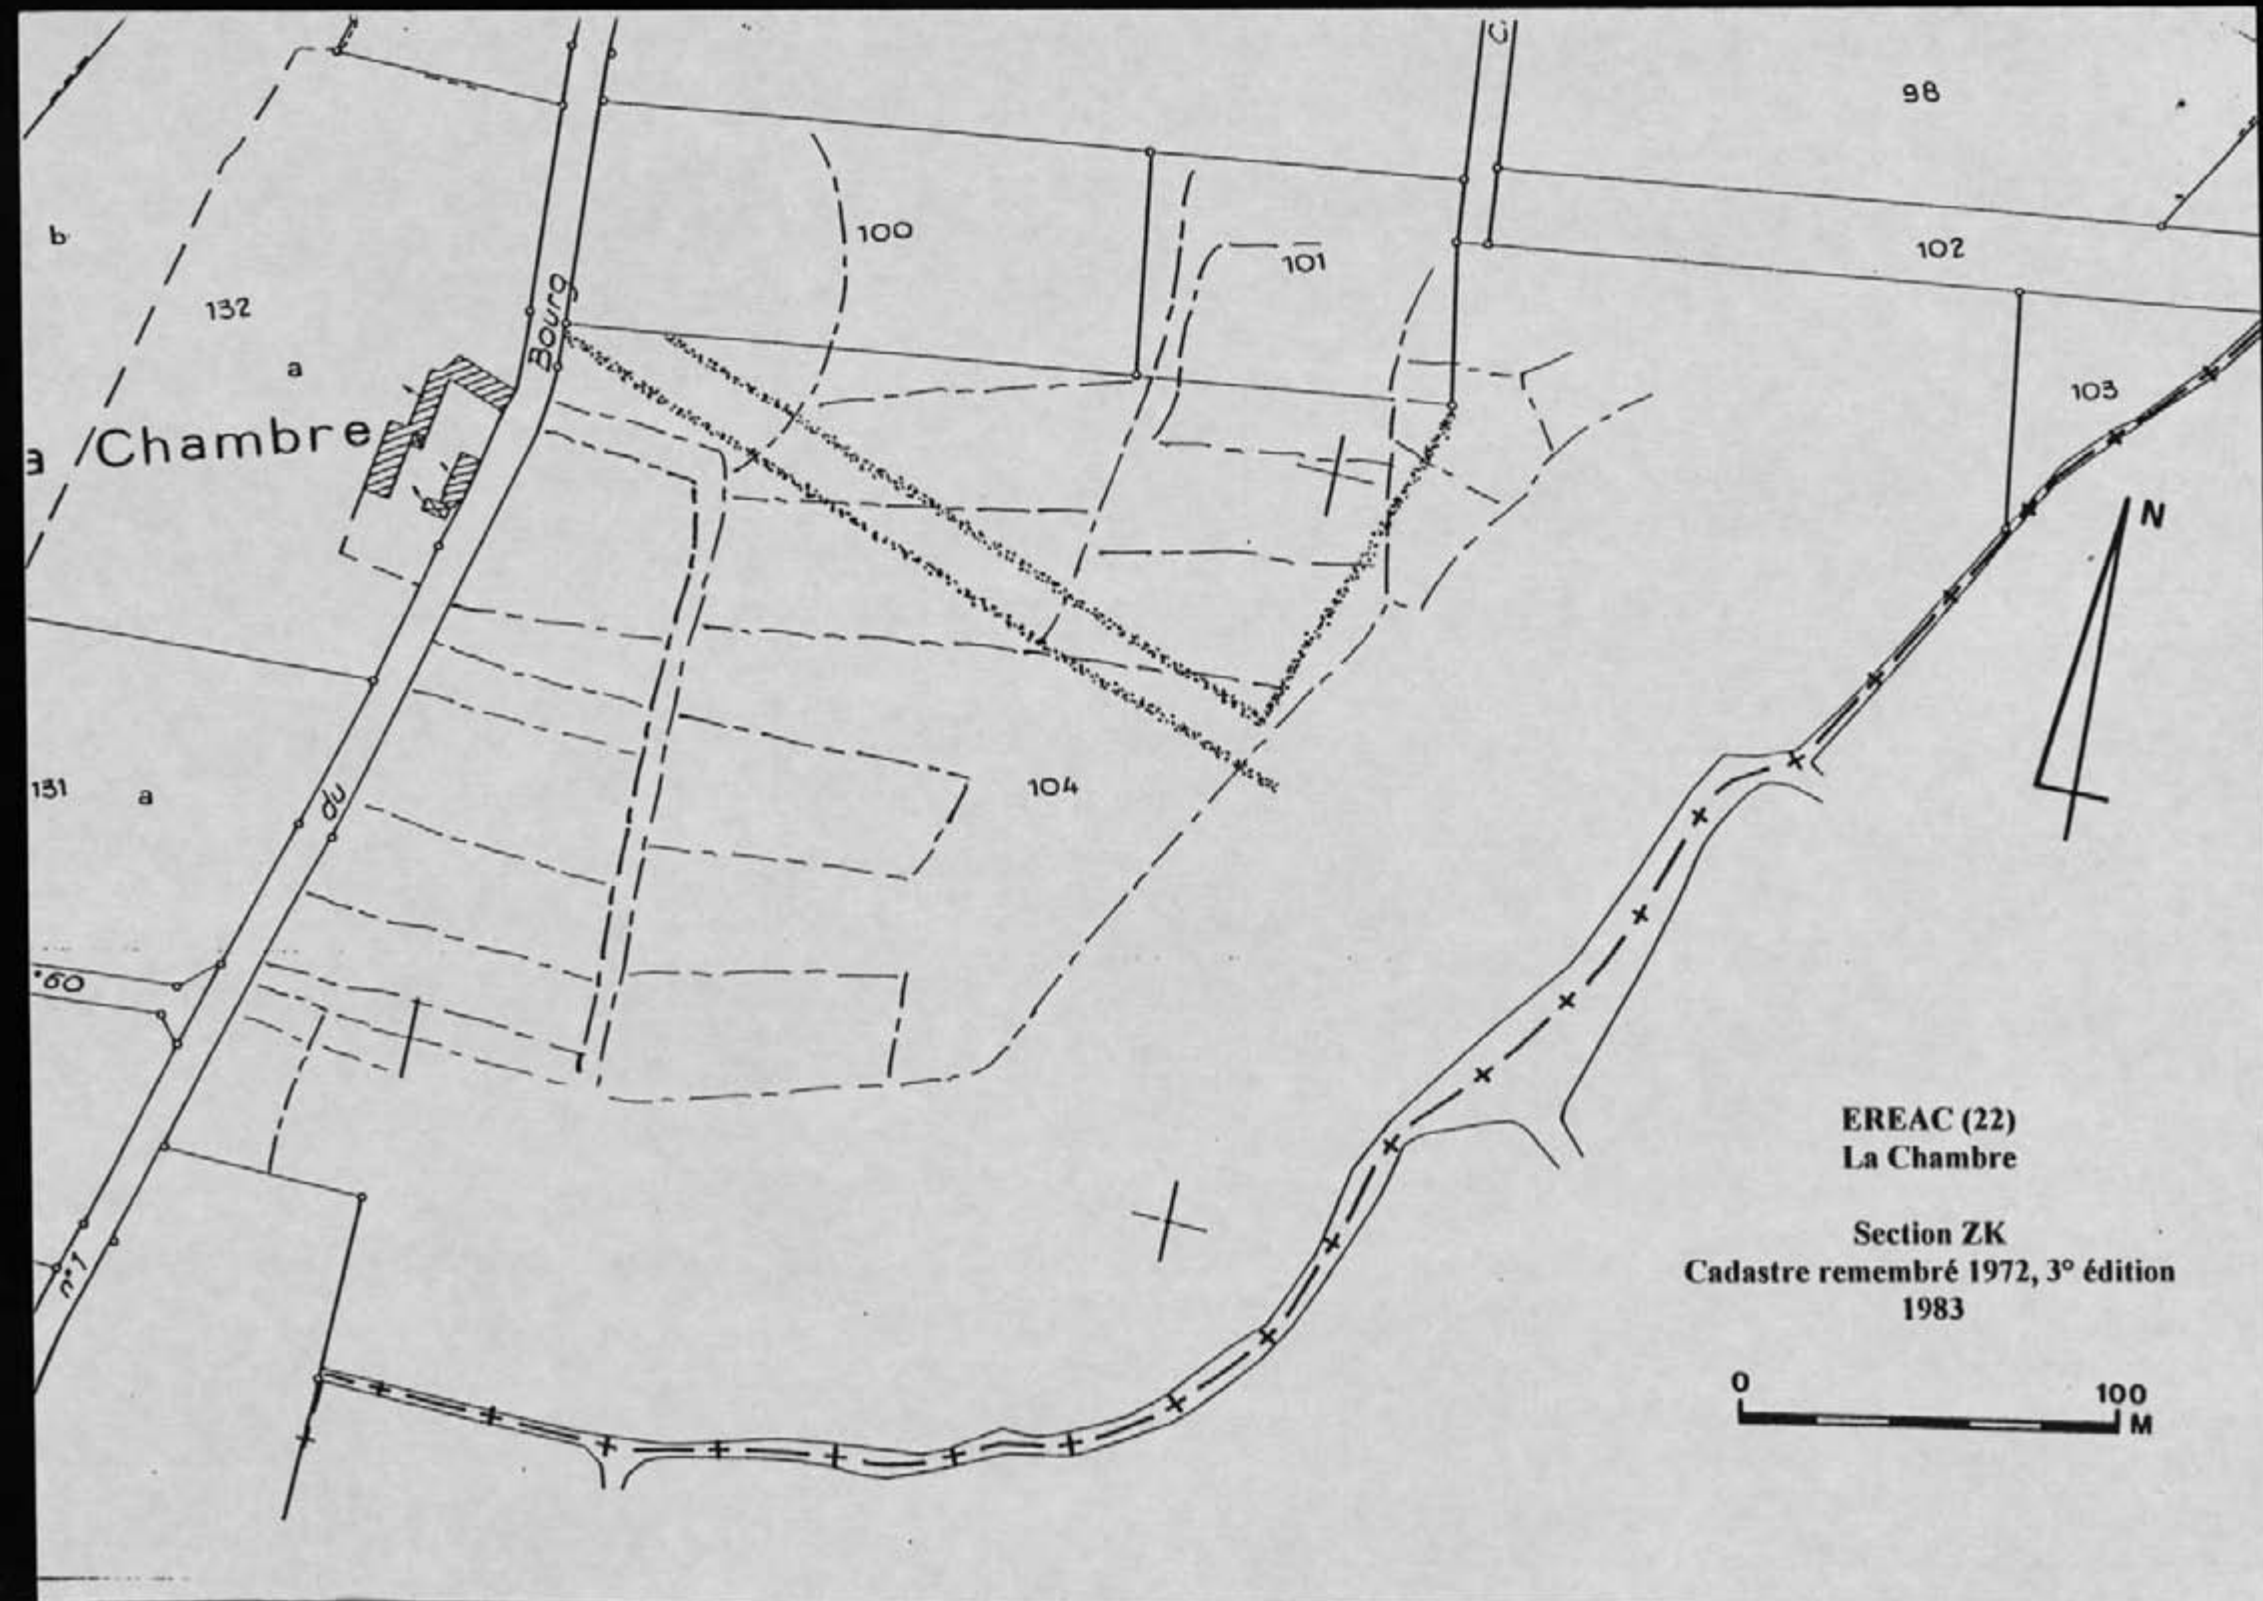 C
98
b
100
101
102
132
a
Bourg
103
a Chambre
N
131
a
du
104
°60
EREAC (22)
La Chambre
Section ZK
Cadastre remembré 1972, 3° édition
1983
n°1
0
100
M